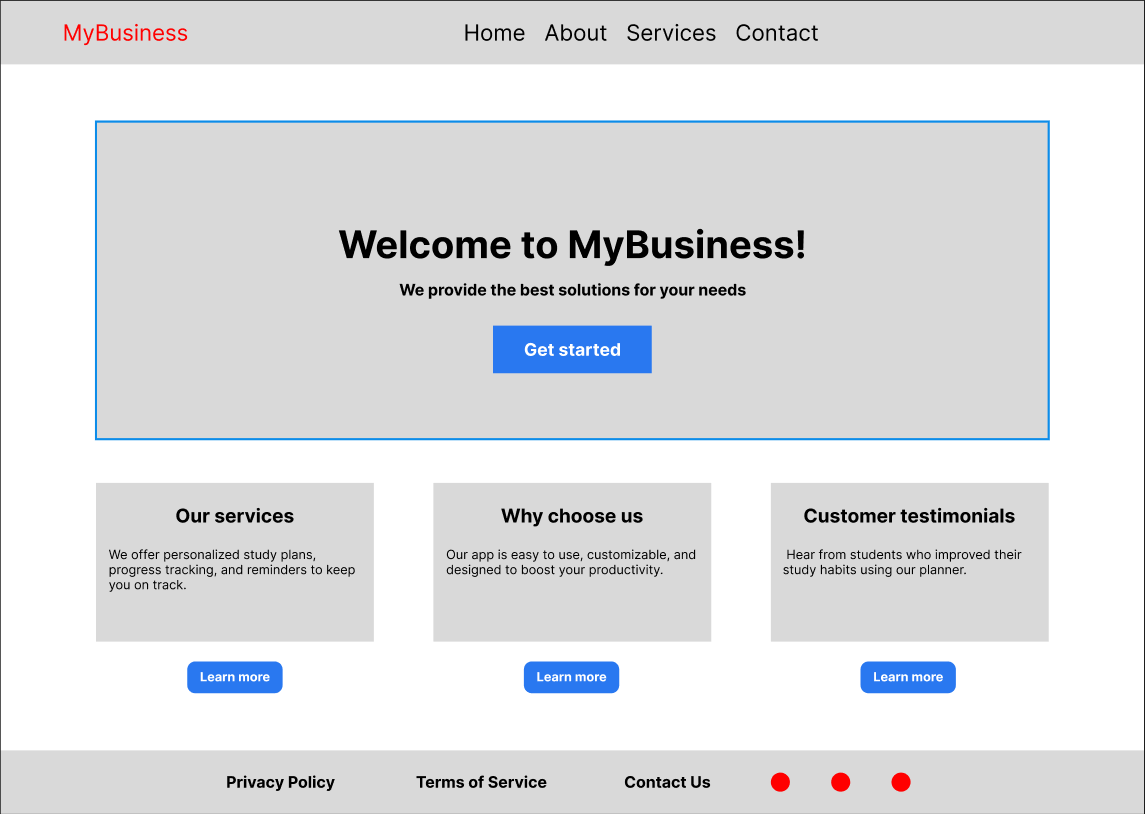 MyBusiness
Home About Services Contact
Welcome to MyBusiness!
We provide the best solutions for your needs
Get started
Our services
We offer personalized study plans,
progress tracking, and reminders to keep
you on track.
Learn more
Why choose us
Our app is easy to use, customizable, and
designed to boost your productivity.
Learn more
Customer testimonials
Hear from students who improved their
study habits using our planner.
Learn more
Privacy Policy
Terms of Service
Contact Us